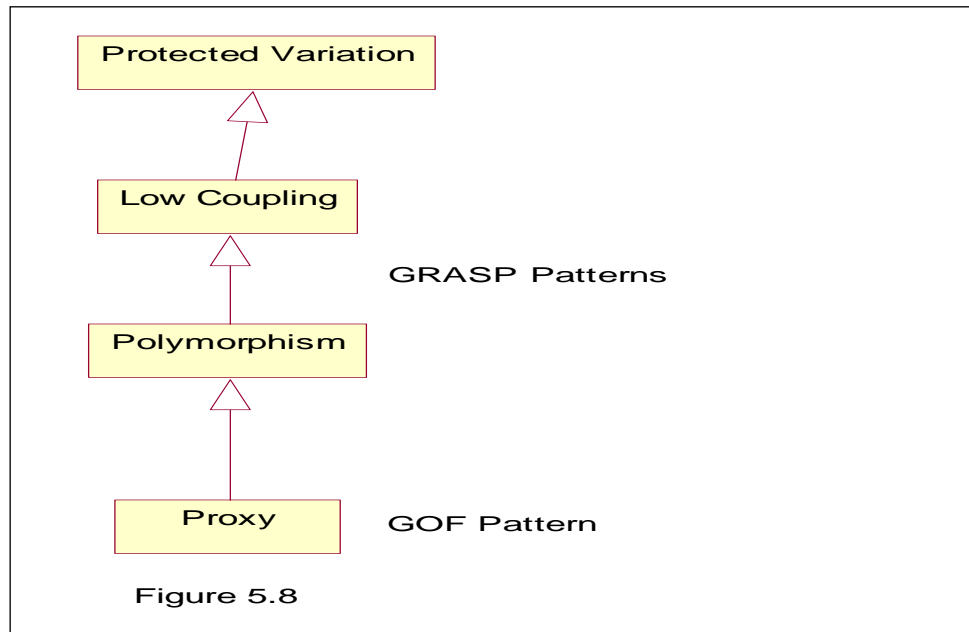 Protected Variation
Low Coupling
GRASP Patterns
Polymorphism
Proxy
GOF Pattern
Figure 5.8